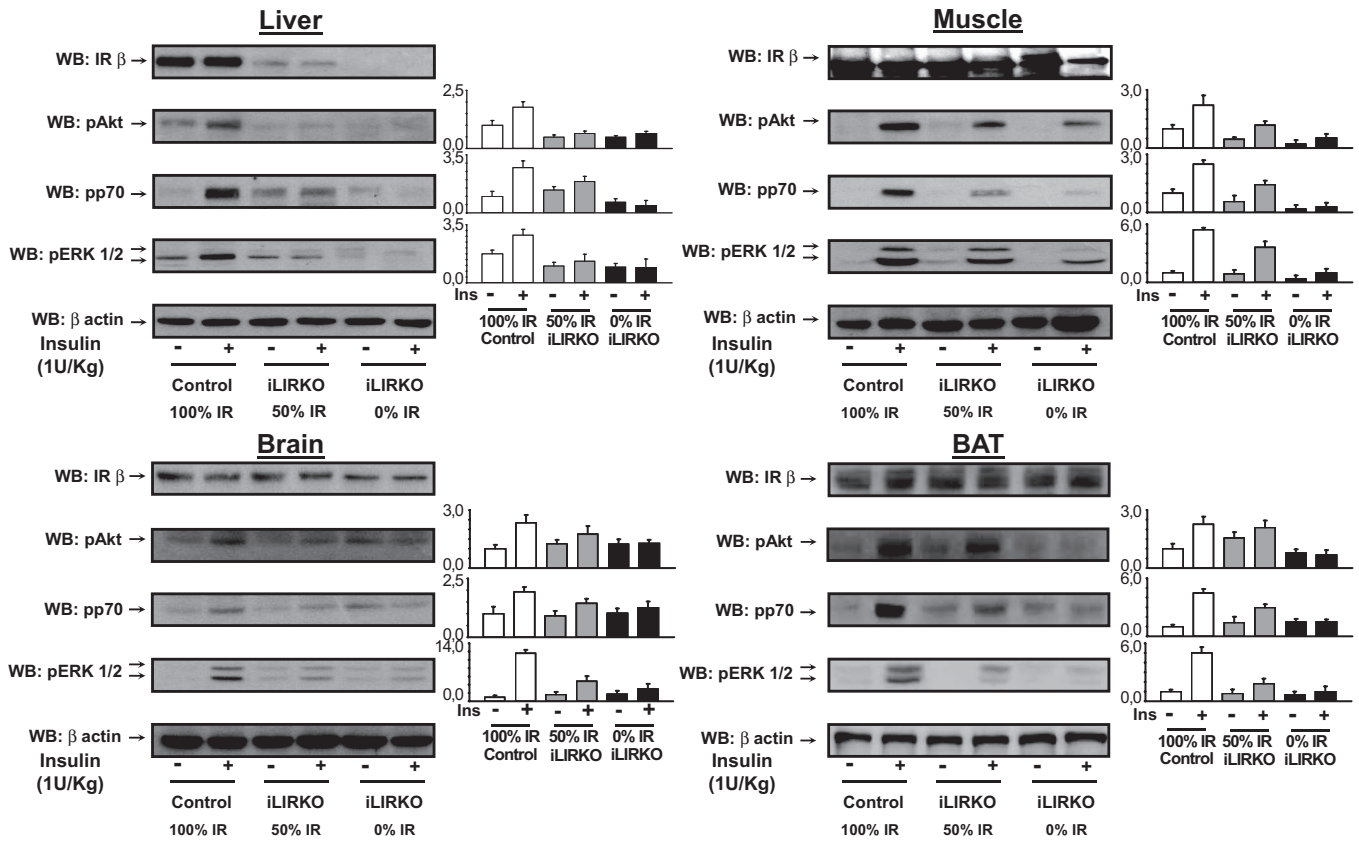 Liver
WB: IR β →
WB: pAkt →
2,5
0,0
WB: pp70 →
3,5
0,0
WB: pERK 1/2 →
→
3,5
0,0
Ins - + - + - +
WB: β actin →
100% IR 50% IR 0% IR
Control iLIRKO iLIRKO
Insulin - + - + - +
(1U/Kg)
Control iLIRKO iLIRKO
100% IR 50% IR 0% IR
Muscle
WB: IR β →
WB: pAkt →
3,0
0,0
WB: pp70 →
3,0
0,0
WB: pERK 1/2 →
→
6,0
0,0
Ins - + - + - +
WB: β actin →
100% IR 50% IR 0% IR
Control iLIRKO iLIRKO
Insulin - + - + - +
(1U/Kg)
Control iLIRKO iLIRKO
100% IR 50% IR 0% IR
Brain
WB: IR β →
WB: pAkt →
3,0
0,0
WB: pp70 →
2,5
0,0
WB: pERK 1/2 →
→
14,0
0,0
Ins - + - + - +
WB: β actin →
100% IR 50% IR 0% IR
Control iLIRKO iLIRKO
Insulin - + - + - +
(1U/Kg)
Control iLIRKO iLIRKO
100% IR 50% IR 0% IR
BAT
WB: IR β →
WB: pAkt →
3,0
0,0
WB: pp70 →
6,0
0,0
WB: pERK 1/2 →
→
6,0
0,0
Ins - + - + - +
WB: β actin →
100% IR 50% IR 0% IR
Control iLIRKO iLIRKO
Insulin - + - + - +
(1U/Kg)
Control iLIRKO iLIRKO
100% IR 50% IR 0% IR